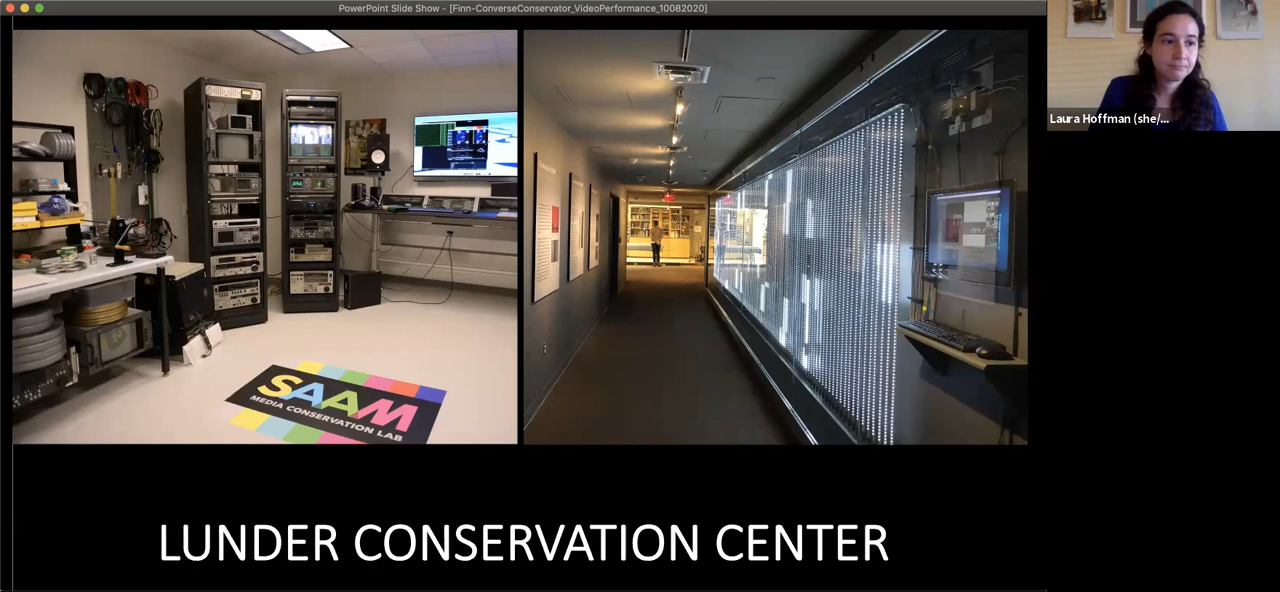 PowerPoint Slide Show - [Finn-ConverseConservator_VideoPerformance_10082020]
Laura Hoffman (she/...
SAAM
MEDIA CONSERVATION LAB
LUNDER CONSERVATION CENTER